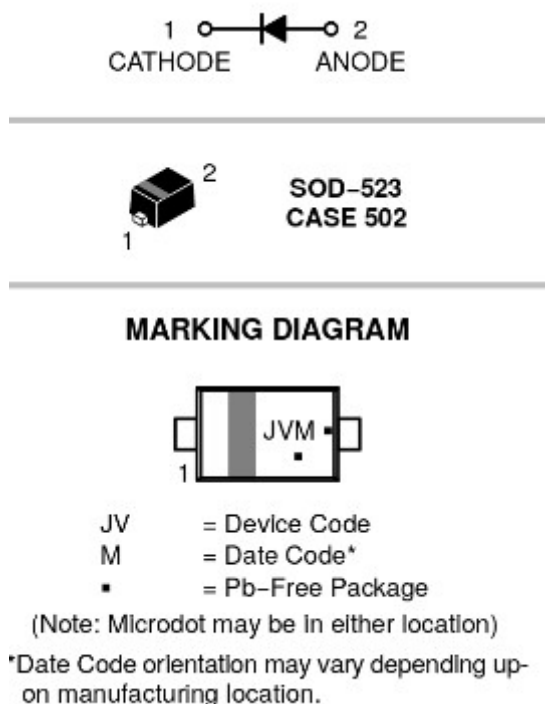 1 2
CATHODE ANODE
2
SOD−523
CASE 502
1
MARKING DIAGRAM
JVM ▪
▪
1
JV = Device Code
M = Date Code*
▪ = Pb−Free Package
(Note: Microdot may be in either location)
*Date Code orientation may vary depending up-
on manufacturing location.